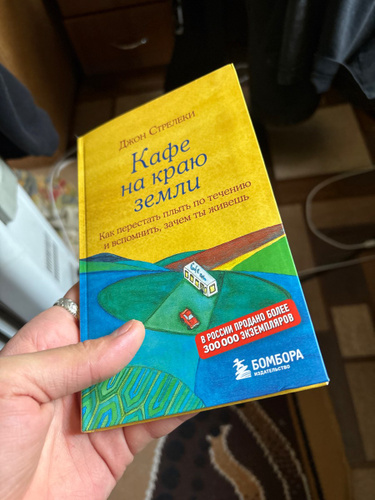 Джон Стрелеки
Кафе
на краю
земли
Как перестать плыть по течению
и вспомнить, зачем ты живешь
В РОССИИ ПРОДАНО БОЛЕЕ
300 000 ЭКЗЕМПЛЯРОВ
БОМБОРА
ИЗДАТЕЛЬСТВО